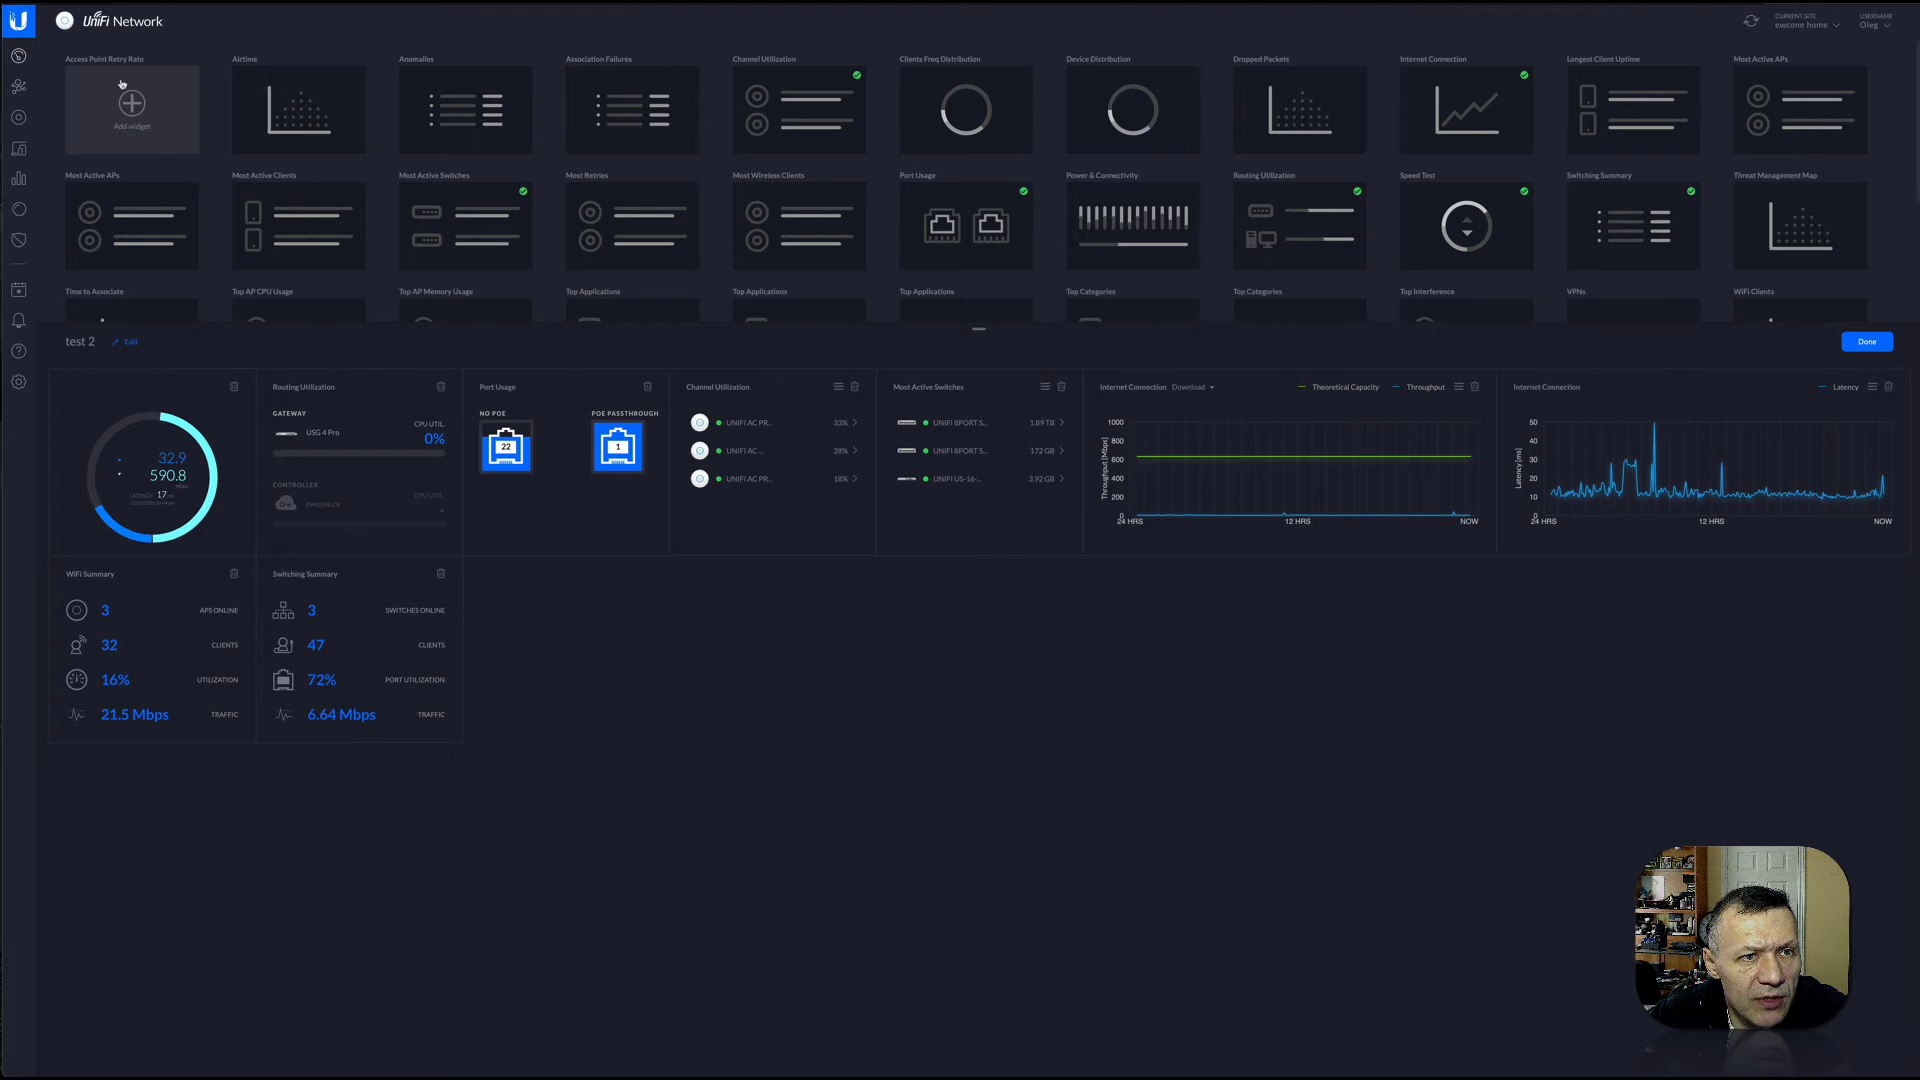 UniFi Network
CURRENT SITE
ewcone home
USERNAME
Oleg
Access Point Retry Rate
Airtime
Anomalies
Association Failures
Channel Utilization
Clients Freq Distribution
Device Distribution
Dropped Packets
Internet Connection
Longest Client Uptime
Most Active APs
Add widget
Most Active APs
Most Active Clients
Most Active Switches
Most Retries
Most Wireless Clients
Port Usage
Power & Connectivity
Routing Utilization
Speed Test
Switching Summary
Threat Management Map
Time to Associate
Top AP CPU Usage
Top AP Memory Usage
Top Applications
Top Applications
Top Applications
Top Categories
Top Categories
Top Interference
VPNs
WiFi Clients
test 2
Edit
Done
32.9
590.8
Mbps
LATENCY 17 ms
Routing Utilization
GATEWAY
USG 4 Pro
CPU UTIL.
0%
CONTROLLER
ewcone.ca
CPU UTIL.
-
Port Usage
NO POE
22
POE PASSTHROUGH
1
Channel Utilization
UNIFI AC PR... 33%
UNIFI AC ... 28%
UNIFI AC PR... 18%
Most Active Switches
UNIFI 8PORT S... 1.89 TB
UNIFI 8PORT S... 172 GB
UNIFI US-16-... 3.92 GB
Internet Connection Download
Theoretical Capacity
Throughput
Throughput [Mbps]
1000
800
600
400
200
0
24 HRS
12 HRS
NOW
Internet Connection
Latency
Latency [ms]
50
40
30
20
10
0
24 HRS
12 HRS
NOW
WiFi Summary
3 APS ONLINE
32 CLIENTS
16% UTILIZATION
21.5 Mbps TRAFFIC
Switching Summary
3 SWITCHES ONLINE
47 CLIENTS
72% PORT UTILIZATION
6.64 Mbps TRAFFIC